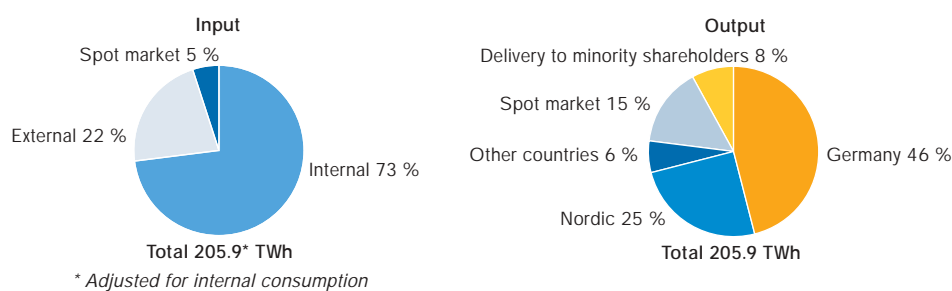 Input
Spot market 5 %
External 22 %
Internal 73 %
Total 205.9* TWh
* Adjusted for internal consumption
Output
Delivery to minority shareholders 8 %
Spot market 15 %
Other countries 6 %
Germany 46 %
Nordic 25 %
Total 205.9 TWh